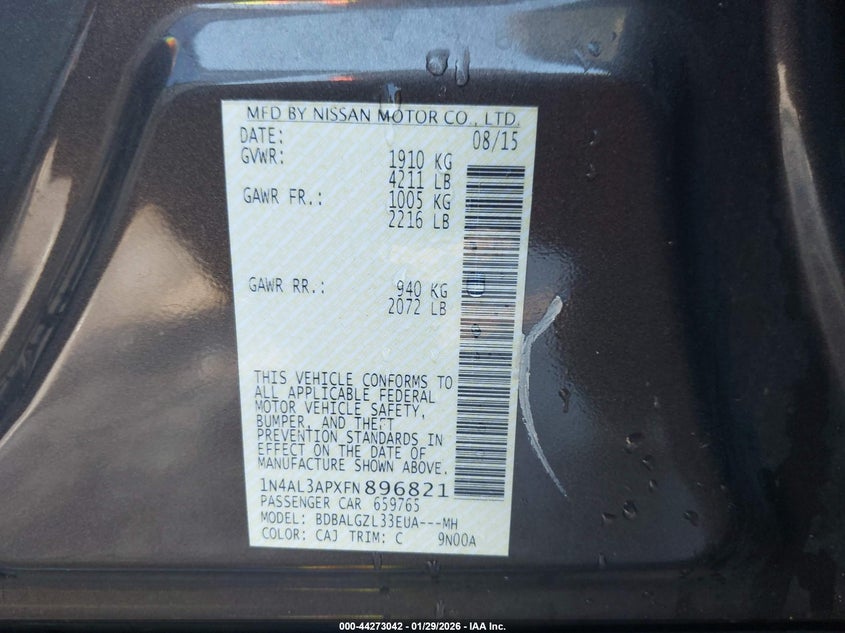 MFD BY NISSAN MOTOR CO., LTD.
DATE: 08/15
GVWR: 1910 KG
4211 LB
GAWR FR.: 1005 KG
2216 LB
GAWR RR.: 940 KG
2072 LB
THIS VEHICLE CONFORMS TO
ALL APPLICABLE FEDERAL
MOTOR VEHICLE SAFETY,
BUMPER, AND THEFT
PREVENTION STANDARDS IN
EFFECT ON THE DATE OF
MANUFACTURE SHOWN ABOVE.
1N4AL3APXFN896821
PASSENGER CAR 659765
MODEL: BDBALGZL33EUA---MH
COLOR: CAJ TRIM: C 9N00A
000-44273042 - 01/29/2026 - IAA Inc.